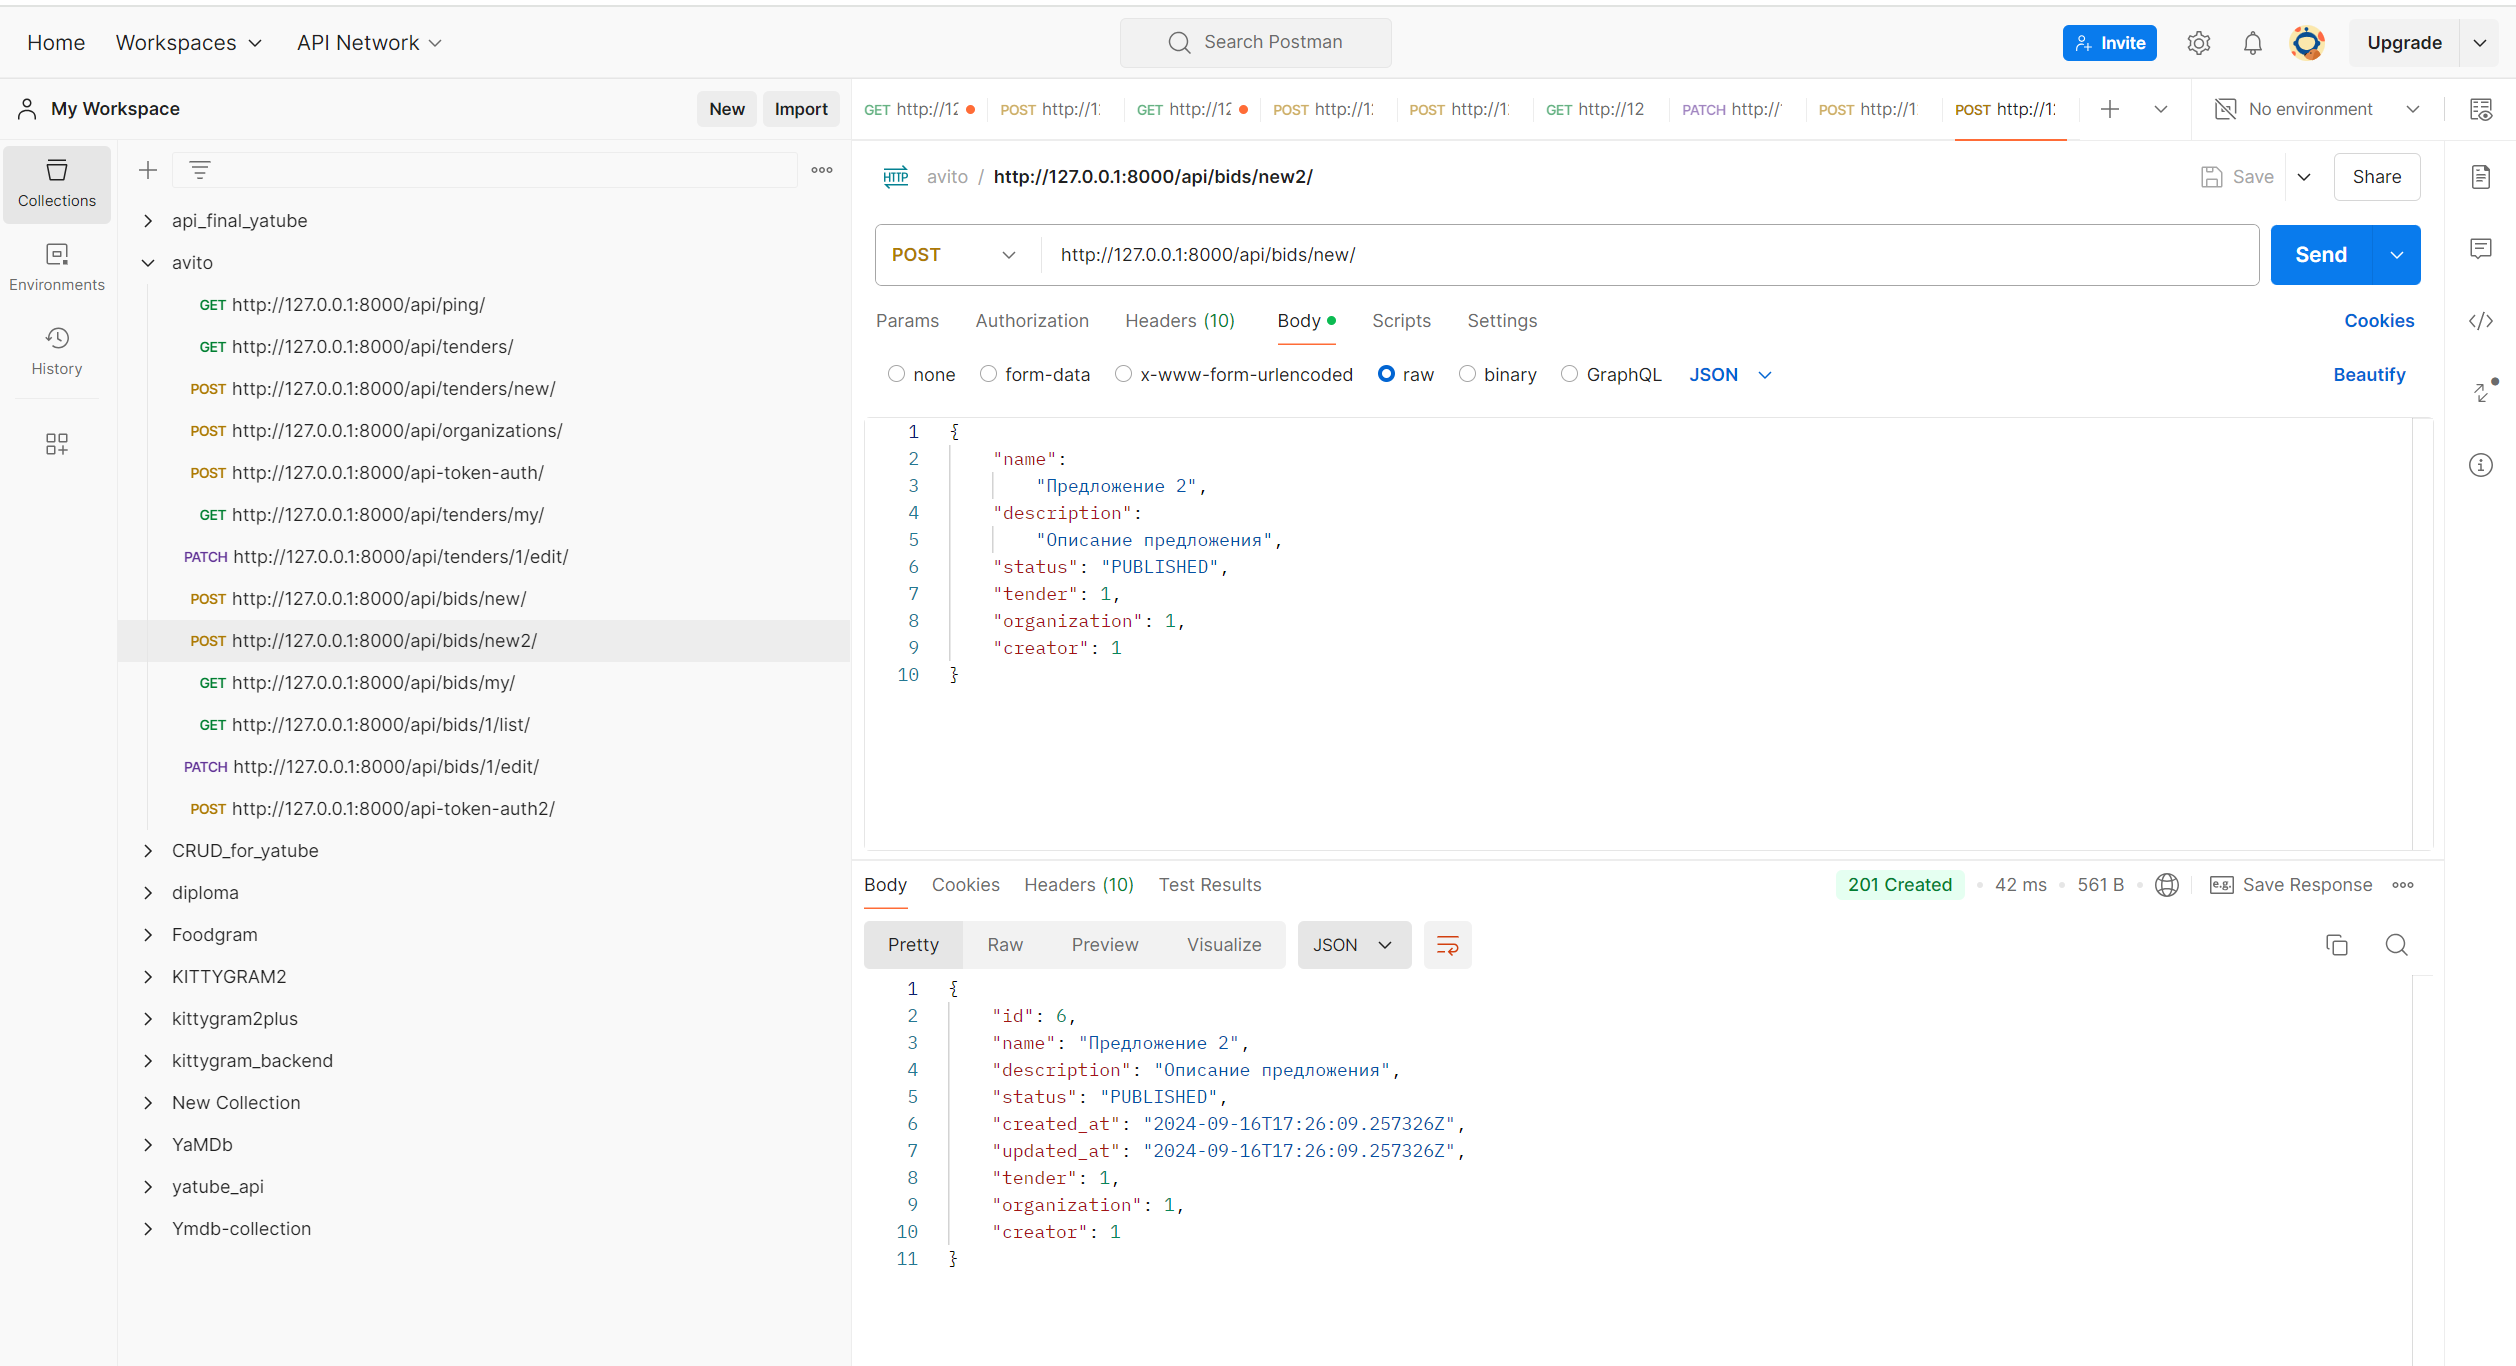 Home Workspaces API Network Search Postman Invite Upgrade
My Workspace New Import
GET http://12 POST http://1 GET http://12 POST http://1 POST http://1 GET http://12 PATCH http:// POST http://1 POST http://1 No environment
Collections
Environments
History
api_final_yatube
avito
GET http://127.0.0.1:8000/api/ping/
GET http://127.0.0.1:8000/api/tenders/
POST http://127.0.0.1:8000/api/tenders/new/
POST http://127.0.0.1:8000/api/organizations/
POST http://127.0.0.1:8000/api-token-auth/
GET http://127.0.0.1:8000/api/tenders/my/
PATCH http://127.0.0.1:8000/api/tenders/1/edit/
POST http://127.0.0.1:8000/api/bids/new/
POST http://127.0.0.1:8000/api/bids/new2/
GET http://127.0.0.1:8000/api/bids/my/
GET http://127.0.0.1:8000/api/bids/1/list/
PATCH http://127.0.0.1:8000/api/bids/1/edit/
POST http://127.0.0.1:8000/api-token-auth2/
CRUD_for_yatube
diploma
Foodgram
KITTYGRAM2
kittygram2plus
kittygram_backend
New Collection
YaMDb
yatube_api
Ymdb-collection
HTTP avito / http://127.0.0.1:8000/api/bids/new2/ Save Share
POST http://127.0.0.1:8000/api/bids/new/ Send
Params Authorization Headers (10) Body Scripts Settings Cookies
none form-data x-www-form-urlencoded raw binary GraphQL JSON Beautify
1 {
2 "name":
3 "Предложение 2",
4 "description":
5 "Описание предложения",
6 "status": "PUBLISHED",
7 "tender": 1,
8 "organization": 1,
9 "creator": 1
10 }
Body Cookies Headers (10) Test Results 201 Created 42 ms 561 B e.g. Save Response
Pretty Raw Preview Visualize JSON
1 {
2 "id": 6,
3 "name": "Предложение 2",
4 "description": "Описание предложения",
5 "status": "PUBLISHED",
6 "created_at": "2024-09-16T17:26:09.257326Z",
7 "updated_at": "2024-09-16T17:26:09.257326Z",
8 "tender": 1,
9 "organization": 1,
10 "creator": 1
11 }